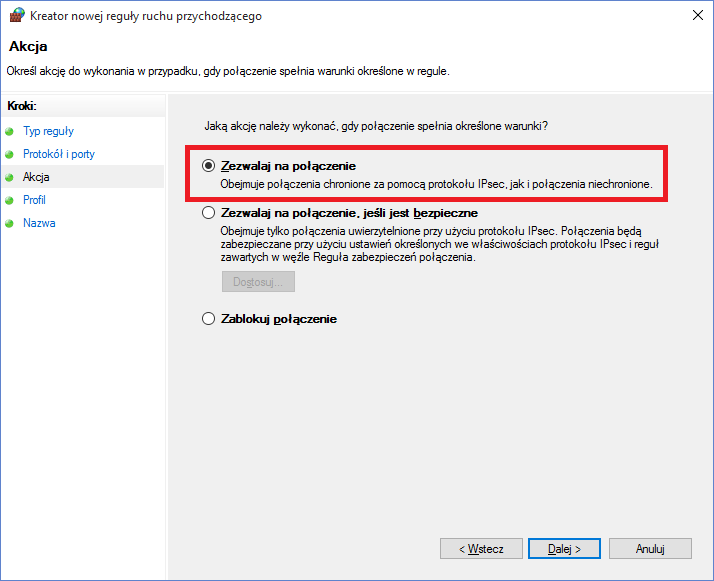 Kreator nowej reguły ruchu przychodzącego
Akcja
Określ akcję do wykonania w przypadku, gdy połączenie spełnia warunki określone w regule.
Kroki:
Typ reguły
Protokół i porty
Akcja
Profil
Nazwa
Jaką akcję należy wykonać, gdy połączenie spełnia określone warunki?
Zezwalaj na połączenie
Obejmuje połączenia chronione za pomocą protokołu IPsec, jak i połączenia niechronione.
Zezwalaj na połączenie, jeśli jest bezpieczne
Obejmuje tylko połączenia uwierzytelnione przy użyciu protokołu IPsec. Połączenia będą
zabezpieczane przy użyciu ustawień określonych we właściwościach protokołu IPsec i reguł
zawartych w węźle Reguła zabezpieczeń połączenia.
Dostosuj...
Zablokuj połączenie
< Wstecz
Dalej >
Anuluj